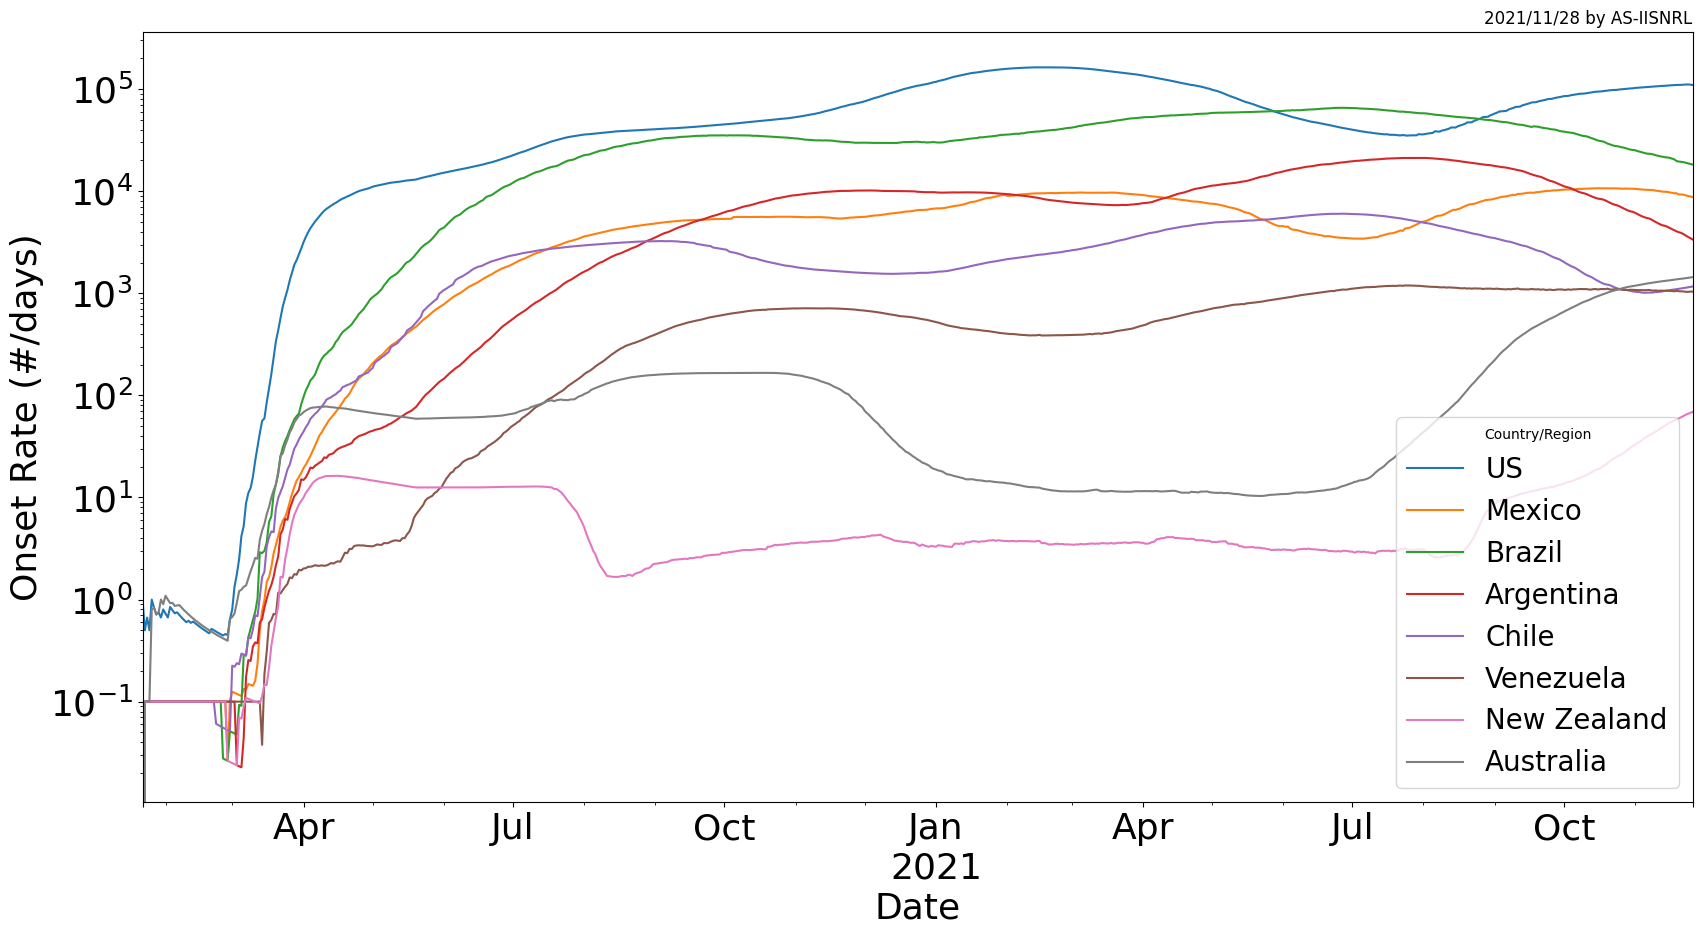 2021/11/28 by AS-IISNRL
Onset Rate (#/days)
10^5
10^4
10^3
10^2
10^1
10^0
10^−1
Country/Region
US
Mexico
Brazil
Argentina
Chile
Venezuela
New Zealand
Australia
Apr Jul Oct Jan Apr Jul Oct
2021
Date